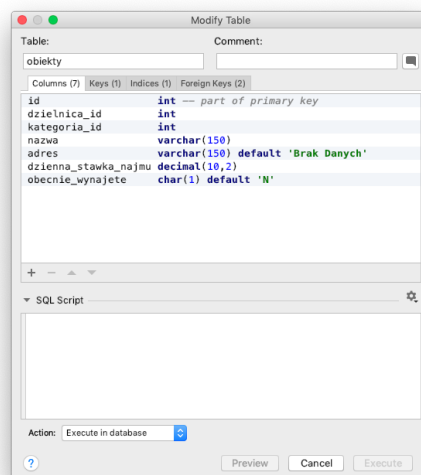 Modify Table
Table: Comment:
obiekty
Columns (7) Keys (1) Indices (1) Foreign Keys (2)
id int -- part of primary key
dzielnica_id int
kategoria_id int
nazwa varchar(150)
adres varchar(150) default 'Brak Danych'
dzienna_stawka_najmu decimal(10,2)
obecnie_wynajete char(1) default 'N'
SQL Script
Action: Execute in database
? Preview Cancel Execute